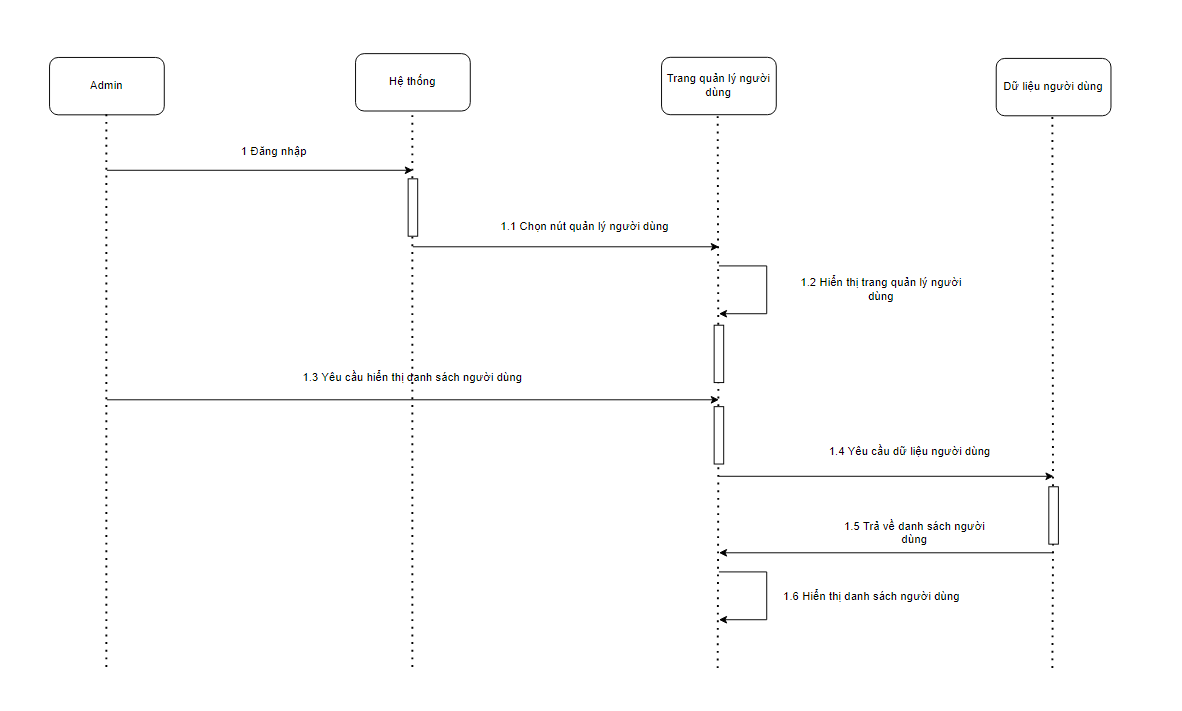 Admin
Hệ thống
Trang quản lý người
dùng
Dữ liệu người dùng
1 Đăng nhập
1.1 Chọn nút quản lý người dùng
1.2 Hiển thị trang quản lý người
dùng
1.3 Yêu cầu hiển thị danh sách người dùng
1.4 Yêu cầu dữ liệu người dùng
1.5 Trả về danh sách người
dùng
1.6 Hiển thị danh sách người dùng